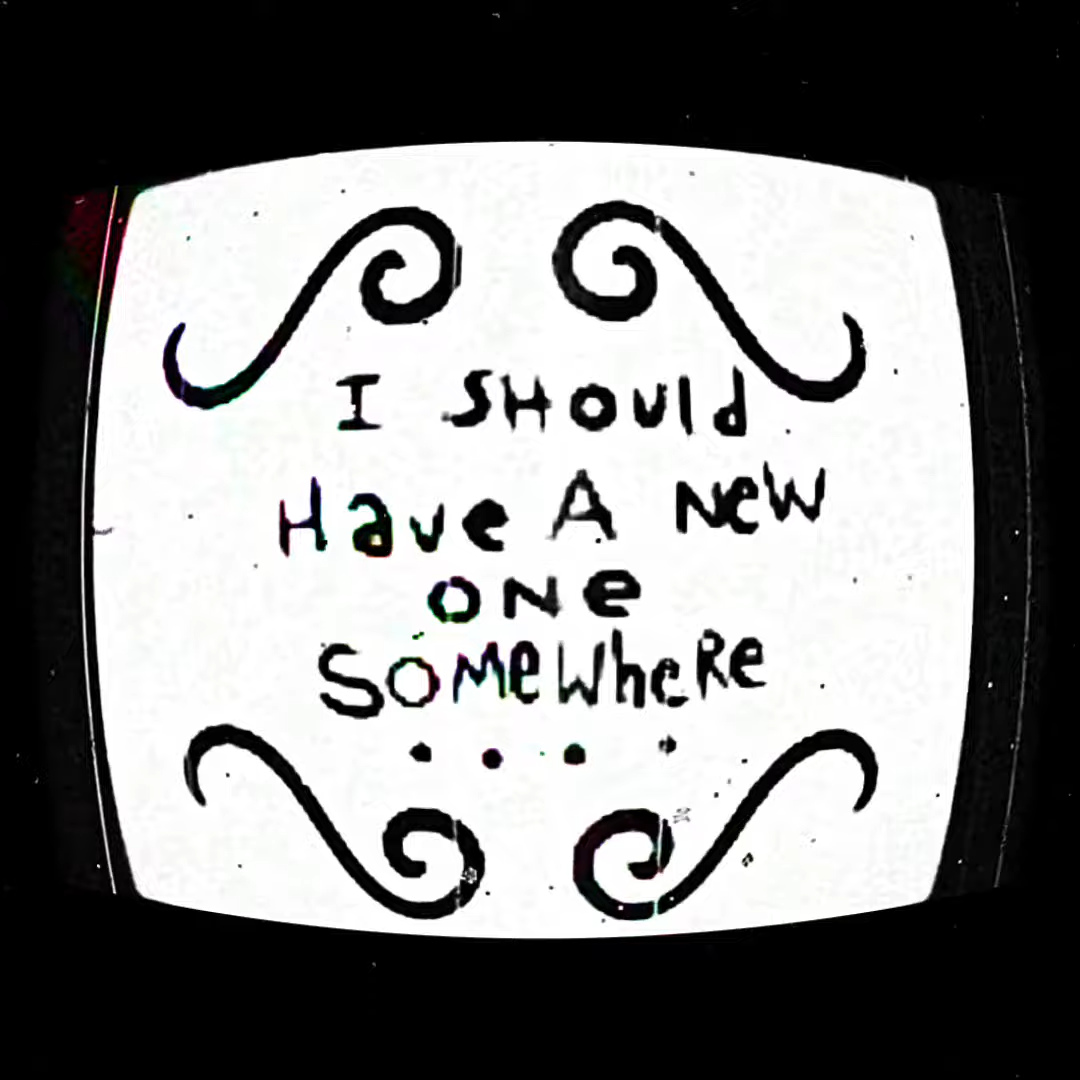 I SHOUld
Have A New
ONe
SOMeWheRe
. . . .